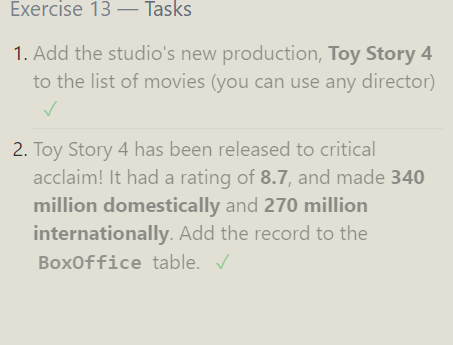 Exercise 13 — Tasks
1. Add the studio's new production, Toy Story 4
to the list of movies (you can use any director)
✓
2. Toy Story 4 has been released to critical
acclaim! It had a rating of 8.7, and made 340
million domestically and 270 million
internationally. Add the record to the
BoxOffice table. ✓